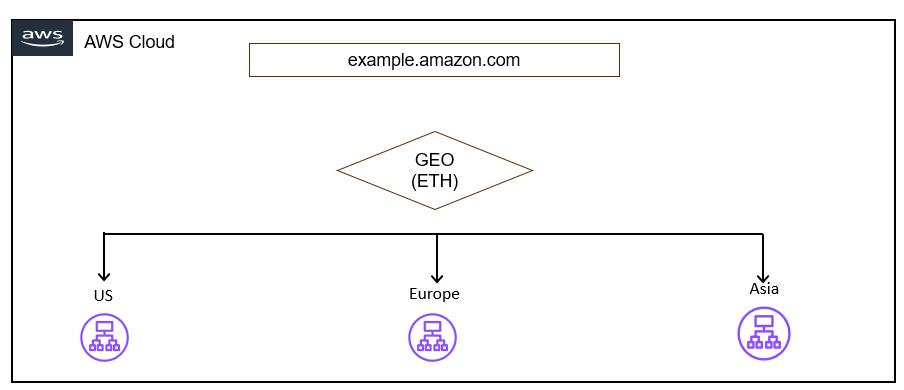 aws
AWS Cloud
example.amazon.com
GEO
(ETH)
US
Europe
Asia